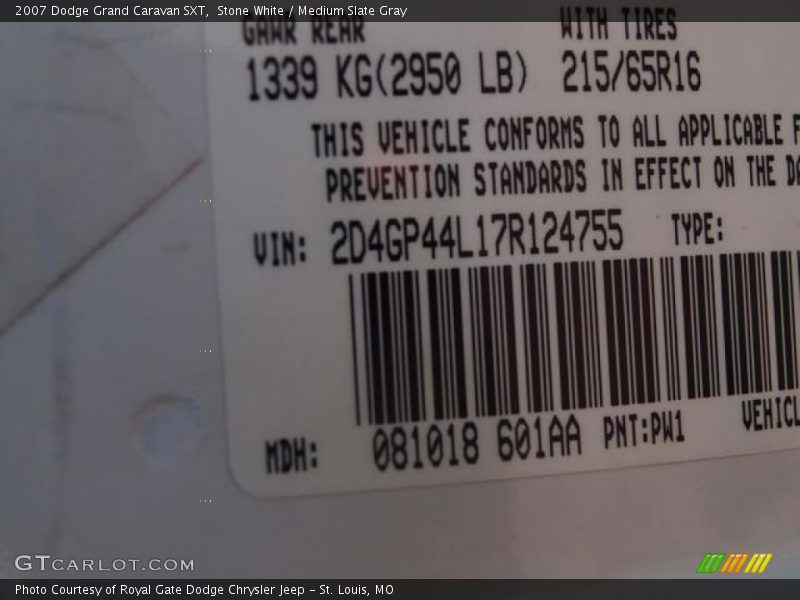 2007 Dodge Grand Caravan SXT,  Stone White / Medium Slate Gray
GAWR REAR WITH TIRES
1339 KG(2950 LB) 215/65R16
THIS VEHICLE CONFORMS TO ALL APPLICABLE F
PREVENTION STANDARDS IN EFFECT ON THE DA
VIN: 2D4GP44L17R124755 TYPE:
MDH: 081018 601AA PNT:PW1 VEHICL
GTCARLOT.COM
Photo Courtesy of Royal Gate Dodge Chrysler Jeep – St. Louis, MO